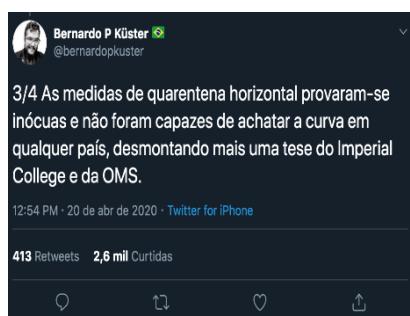 Bernardo P Küster 🇧🇷
@bernardopkuster
3/4 As medidas de quarentena horizontal provaram-se
inócuas e não foram capazes de achatar a curva em
qualquer país, desmontando mais uma tese do Imperial
College e da OMS.
12:54 PM · 20 de abr de 2020 · Twitter for iPhone
413 Retweets 2,6 mil Curtidas